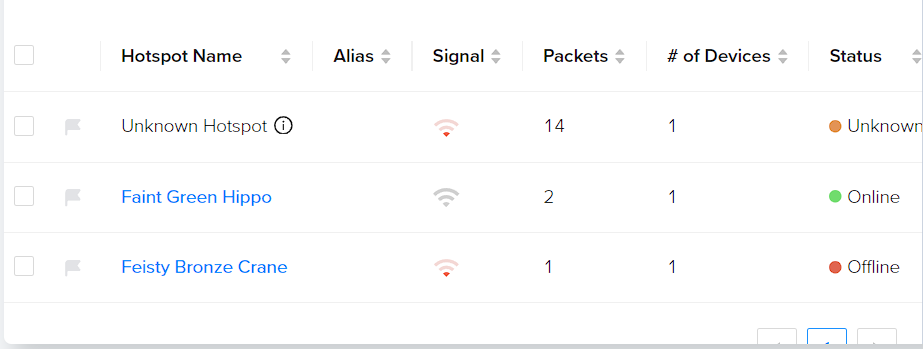 Hotspot Name Alias Signal Packets # of Devices Status
Unknown Hotspot 14 1 Unknown
Faint Green Hippo 2 1 Online
Feisty Bronze Crane 1 1 Offline